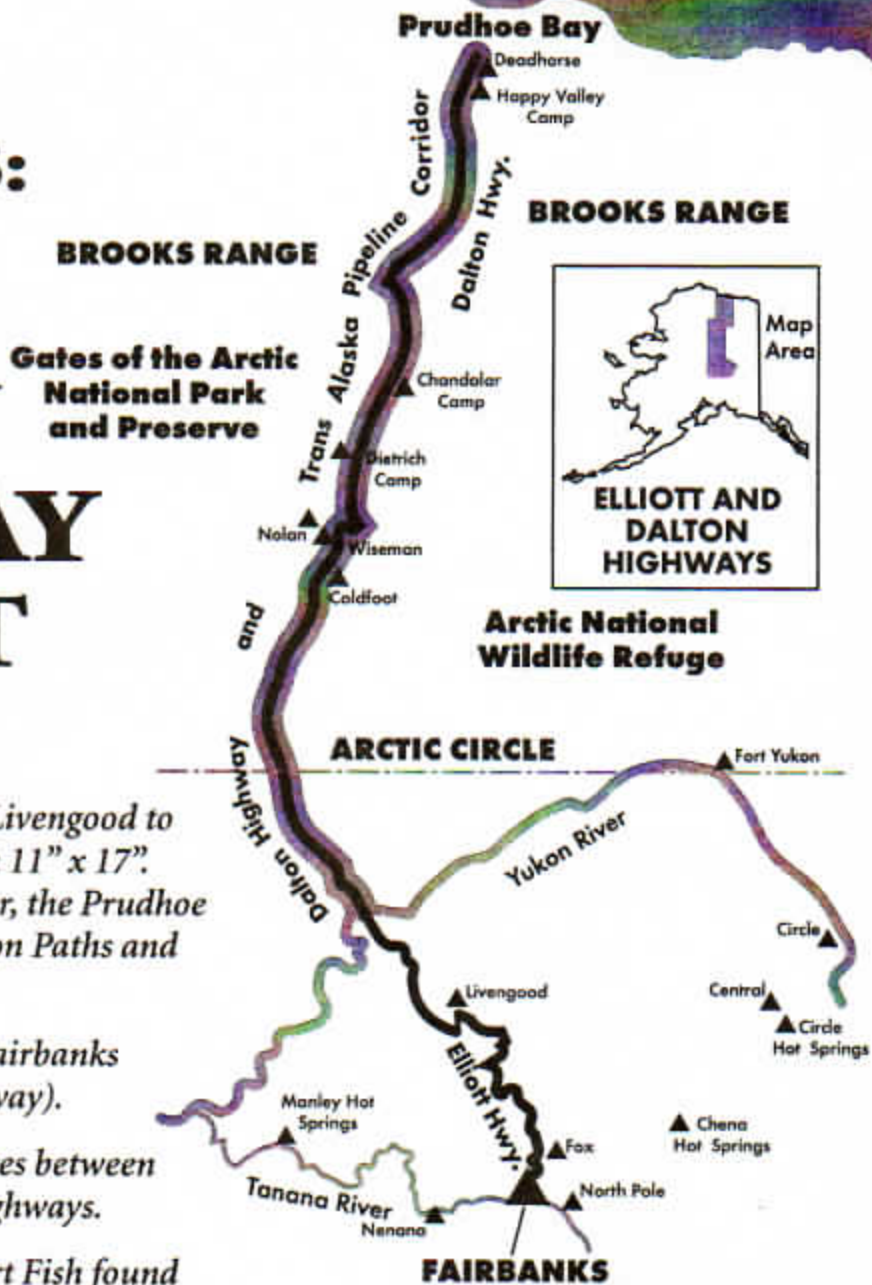 Prudhoe Bay
Deadhorse
Happy Valley
Camp
Trans Alaska Pipeline Corridor
Dalton Hwy.
BROOKS RANGE
BROOKS RANGE
Map
Area
ELLIOTT AND
DALTON
HIGHWAYS
Gates of the Arctic
National Park
and Preserve
Chandalar
Camp
Dietrich
Camp
Nolan
Wiseman
Coldfoot
and
Arctic National
Wildlife Refuge
ARCTIC CIRCLE
Fort Yukon
Dalton Highway
Yukon River
Circle
Livengood
Central
Circle
Hot Springs
Elliott Hwy.
Manley Hot
Springs
Chena
Hot Springs
Fox
Tanana River
Nenana
North Pole
FAIRBANKS
AY
T
Livengood to
11" x 17".
r, the Prudhoe
on Paths and
airbanks
way).
es between
ghways.
rt Fish found